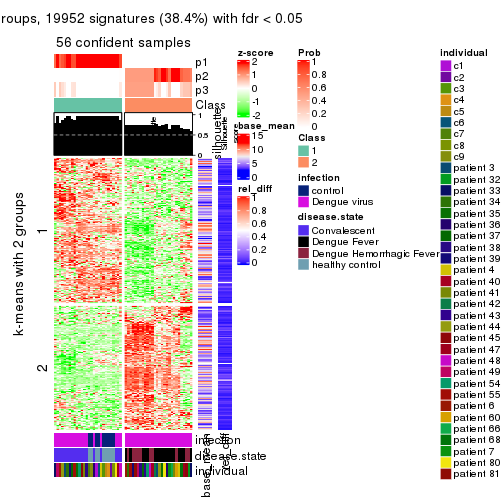 roups, 19952 signatures (38.4%) with fdr < 0.05
56 confident samples
p1
p2
p3
Class
1
0.5
0
silhouette
score
k-means with 2 groups
1
2
infection
disease.state
individual
base_mean
rel_diff
z-score
2
1
0
-1
-2
base_mean
15
10
5
0
rel_diff
1
0.8
0.6
0.4
0.2
0
Prob
1
0.8
0.6
0.4
0.2
0
Class
1
2
infection
control
Dengue virus
disease.state
Convalescent
Dengue Fever
Dengue Hemorrhagic Fever
healthy control
individual
c1
c2
c3
c4
c5
c6
c7
c8
c9
patient 3
patient 32
patient 33
patient 34
patient 35
patient 36
patient 37
patient 38
patient 39
patient 4
patient 40
patient 41
patient 42
patient 43
patient 44
patient 45
patient 47
patient 48
patient 49
patient 54
patient 55
patient 6
patient 60
patient 66
patient 68
patient 7
patient 80
patient 81